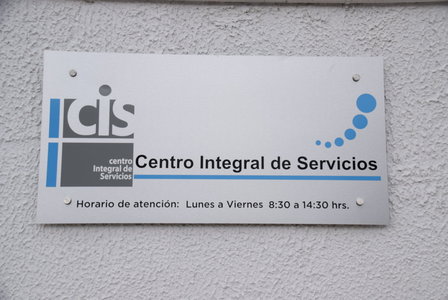 cis
centro
Integral de
Servicios
Centro Integral de Servicios
Horario de atención: Lunes a Viernes 8:30 a 14:30 hrs.